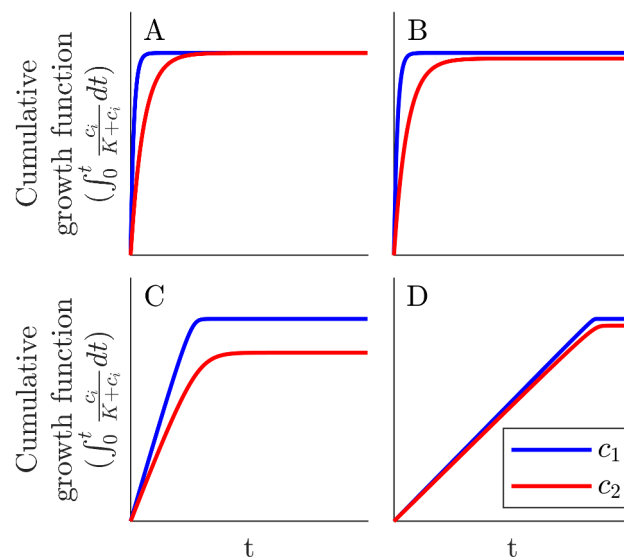 A
B
Cumulative
growth function
(∫₀ᵗ cᵢ/(K+cᵢ) dt)
C
D
Cumulative
growth function
(∫₀ᵗ cᵢ/(K+cᵢ) dt)
c₁
c₂
t
t